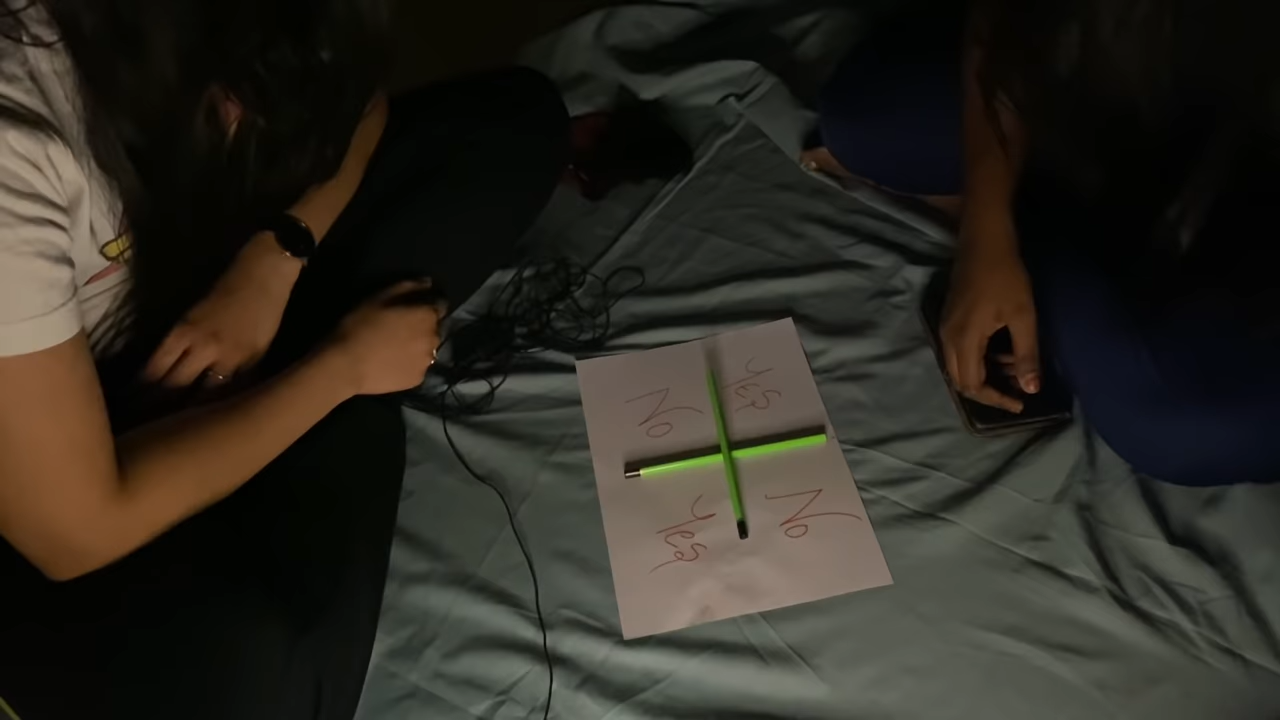 No Yes
Yes No